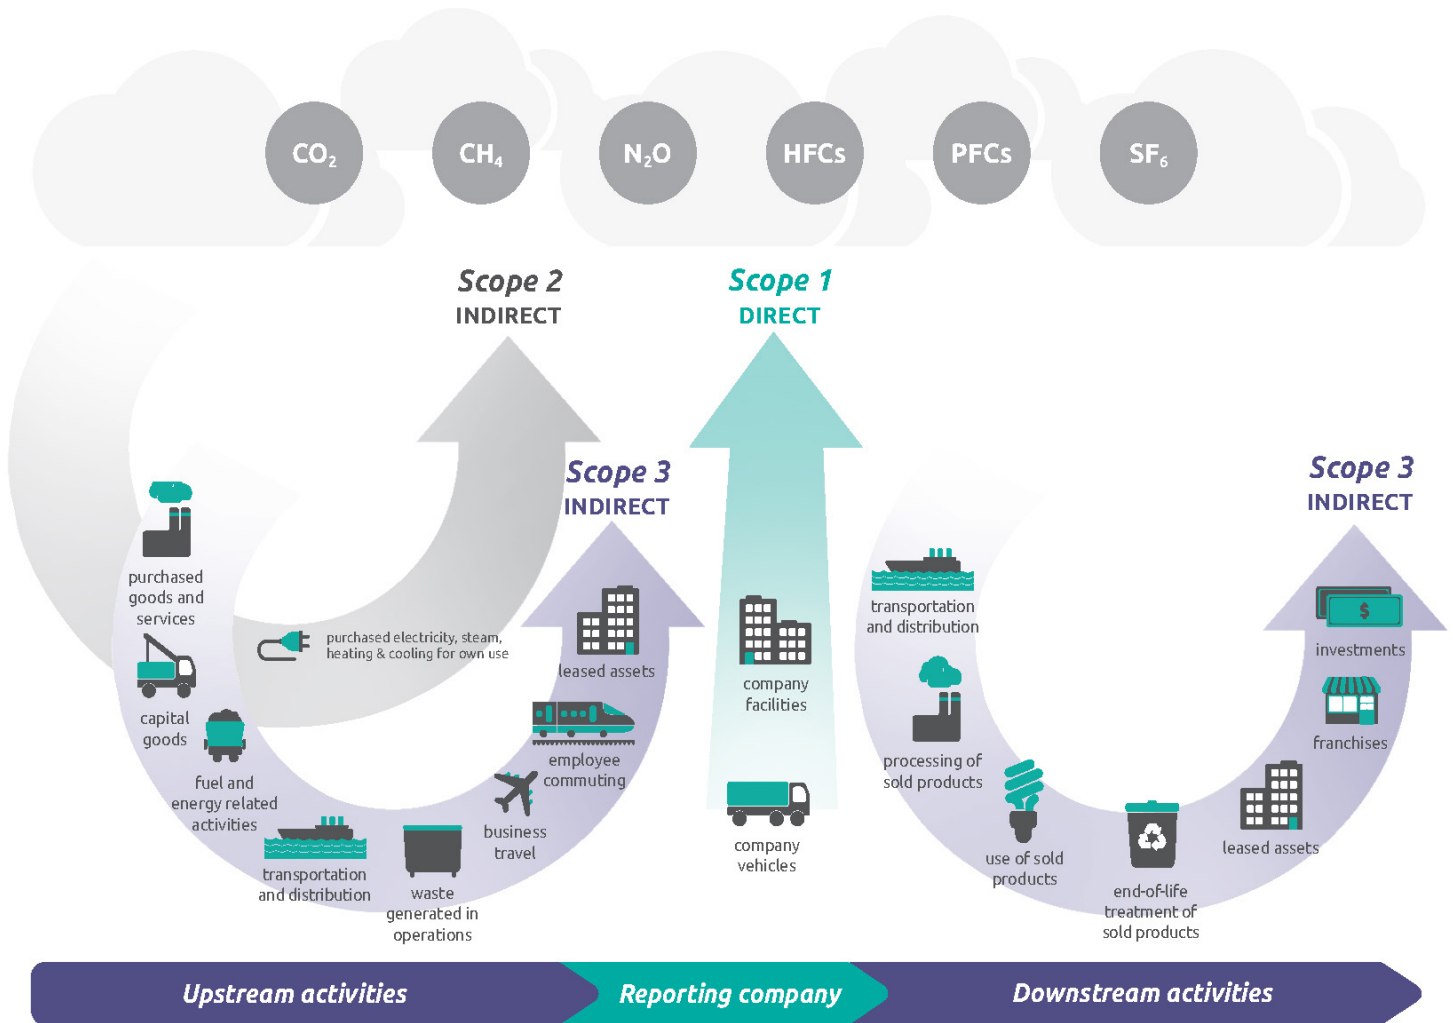 CO₂
CH₄
N₂O
HFCs
PFCs
SF₆
Scope 2
INDIRECT
Scope 1
DIRECT
Scope 3
INDIRECT
Scope 3
INDIRECT
purchased
goods and
services
capital
goods
fuel and
energy related
activities
transportation
and distribution
waste
generated in
operations
business
travel
employee
commuting
leased assets
purchased electricity, steam,
heating & cooling for own use
company
facilities
company
vehicles
transportation
and distribution
processing of
sold products
use of sold
products
end-of-life
treatment of
sold products
leased assets
franchises
$
investments
Upstream activities
Reporting company
Downstream activities